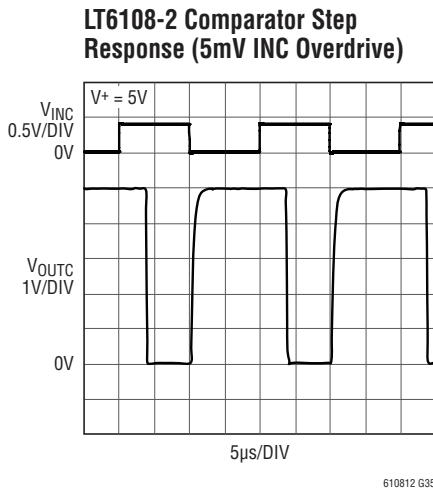 LT6108-2 Comparator Step
Response (5mV INC Overdrive)
V+ = 5V
VINC
0.5V/DIV
0V
VOUTC
1V/DIV
0V
5µs/DIV
610812 G35